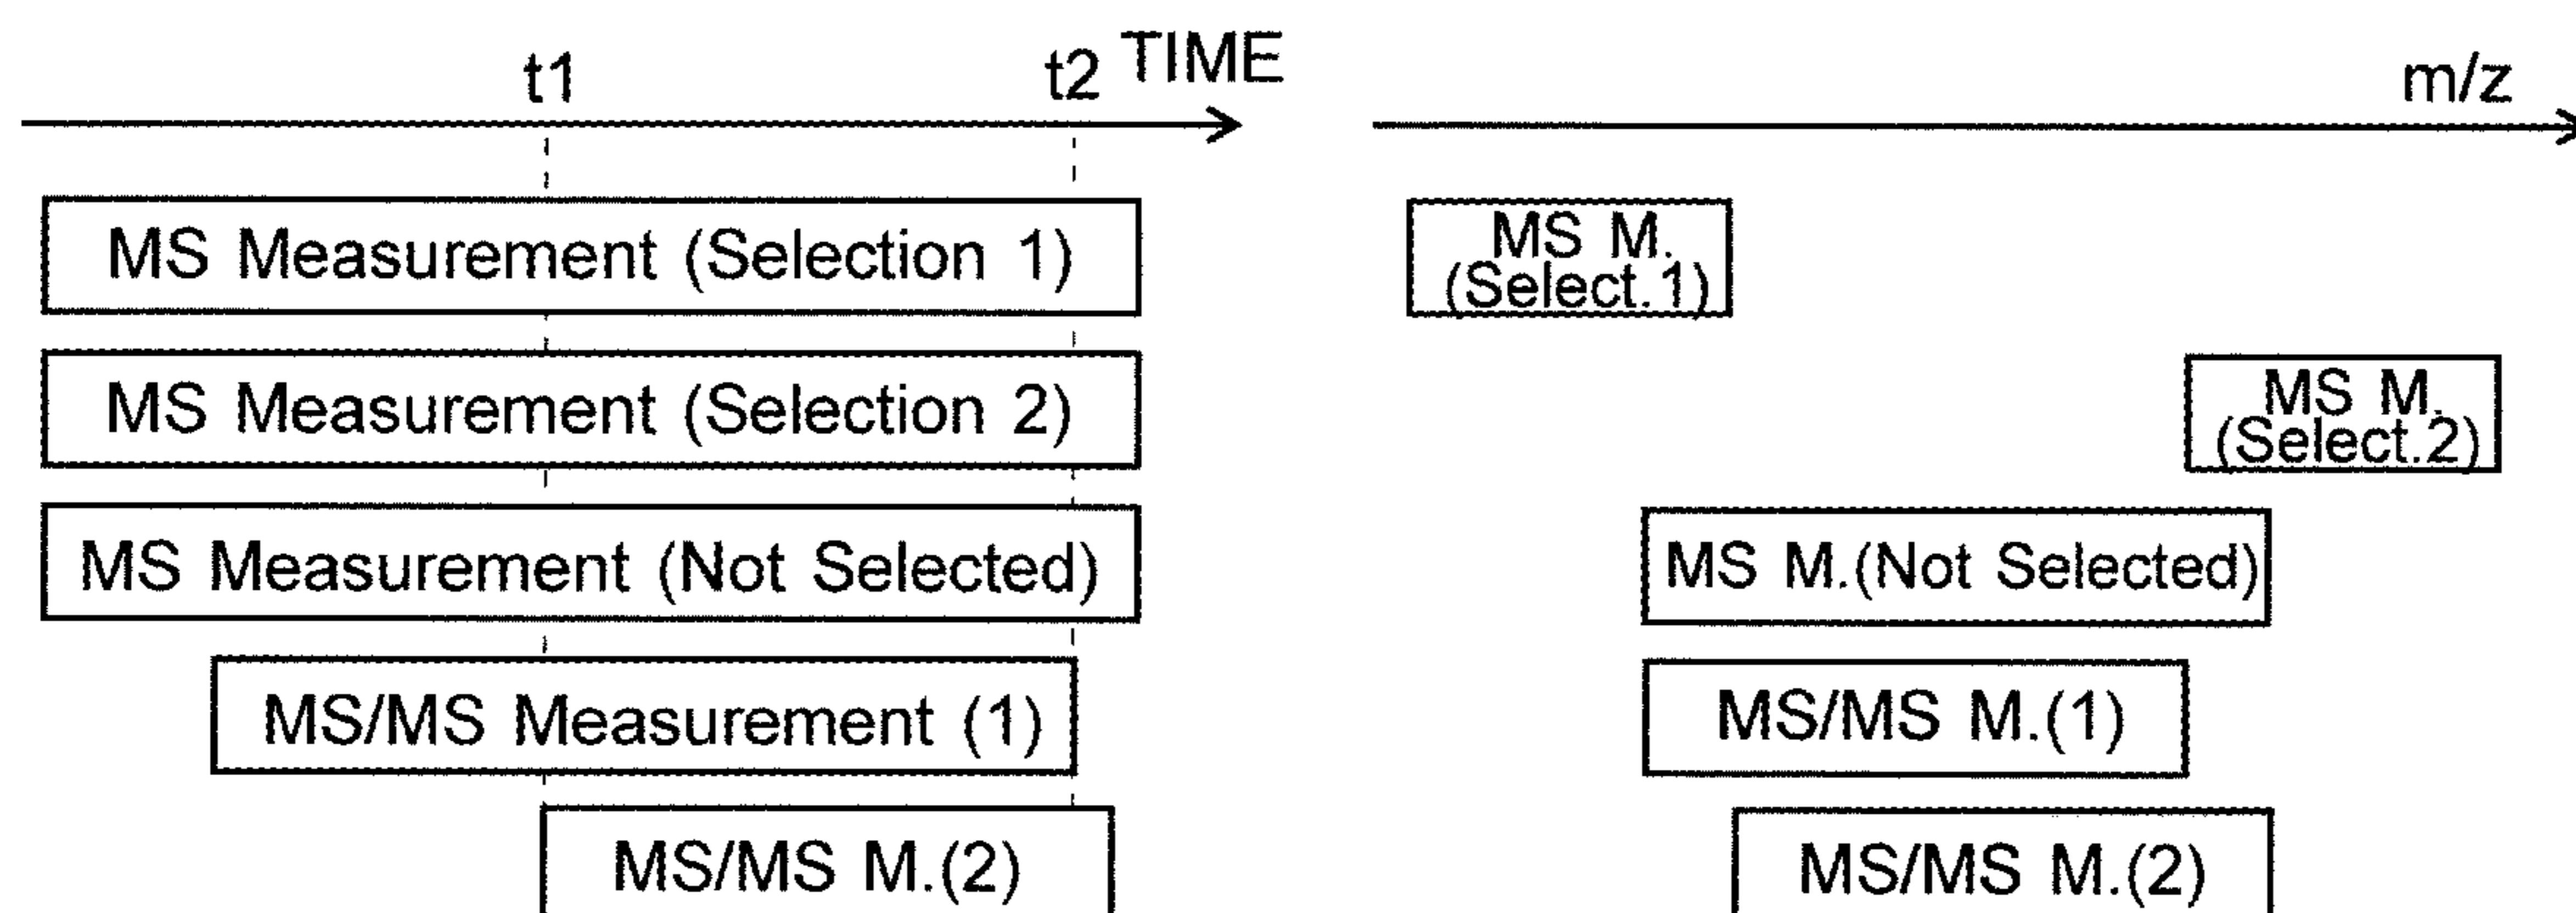 t1
t2
TIME
m/z
MS Measurement (Selection 1)
MS M.
(Select.1)
MS Measurement (Selection 2)
MS M.
(Select.2)
MS Measurement (Not Selected)
MS M.(Not Selected)
MS/MS Measurement (1)
MS/MS M.(1)
MS/MS M.(2)
MS/MS M.(2)